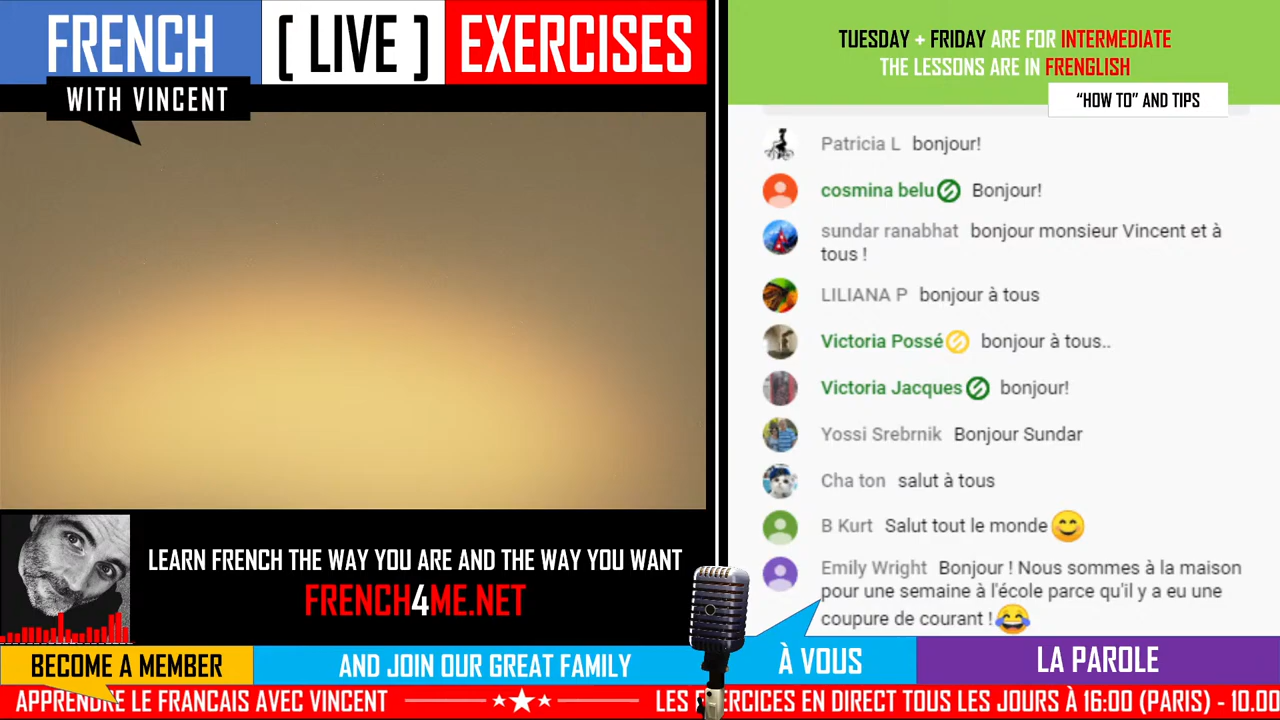 FRENCH [ LIVE ] EXERCISES
WITH VINCENT
TUESDAY + FRIDAY ARE FOR INTERMEDIATE
THE LESSONS ARE IN FRENGLISH
“HOW TO” AND TIPS
Patricia L bonjour!
cosmina belu Bonjour!
sundar ranabhat bonjour monsieur Vincent et à
tous !
LILIANA P bonjour à tous
Victoria Possé bonjour à tous..
Victoria Jacques bonjour!
Yossi Srebrnik Bonjour Sundar
Cha ton salut à tous
B Kurt Salut tout le monde😊
Emily Wright Bonjour ! Nous sommes à la maison
pour une semaine à l'école parce qu'il y a eu une
coupure de courant !😂
LEARN FRENCH THE WAY YOU ARE AND THE WAY YOU WANT
FRENCH4ME.NET
BECOME A MEMBER AND JOIN OUR GREAT FAMILY À VOUS LA PAROLE
LE FRANCAIS AVEC VINCENT LES EN DIRECT TOUS LES JOURS À 16:00 (PARIS) - 10.00